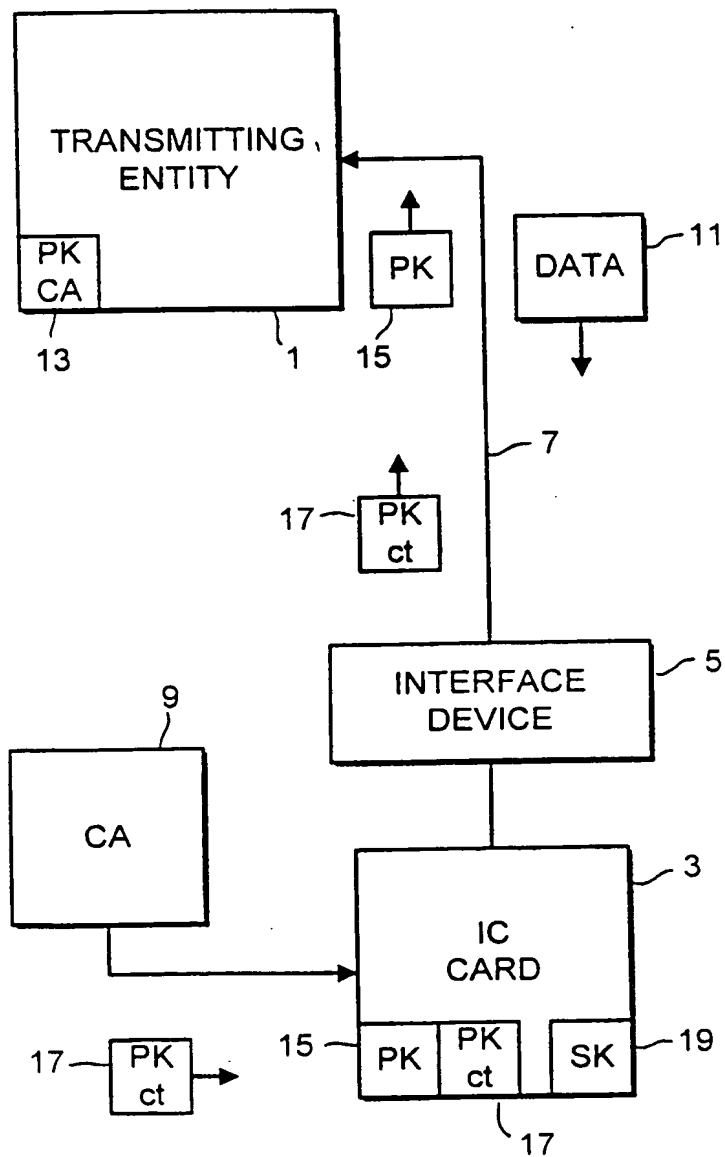 TRANSMITTING
ENTITY
PK
CA
13
1
PK
15
DATA
11
7
17
PK
ct
INTERFACE
DEVICE
5
9
CA
3
IC
CARD
15
PK
PK
ct
SK
19
17
17
PK
ct